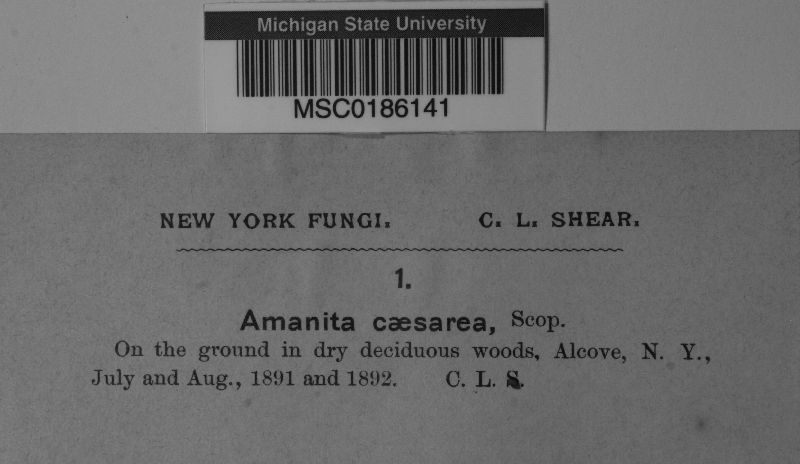 Michigan State University
MSC0186141
NEW YORK FUNGI. C. L. SHEAR.
1.
Amanita cæsarea, Scop.
On the ground in dry deciduous woods, Alcove, N. Y.,
July and Aug., 1891 and 1892. C. L. S.